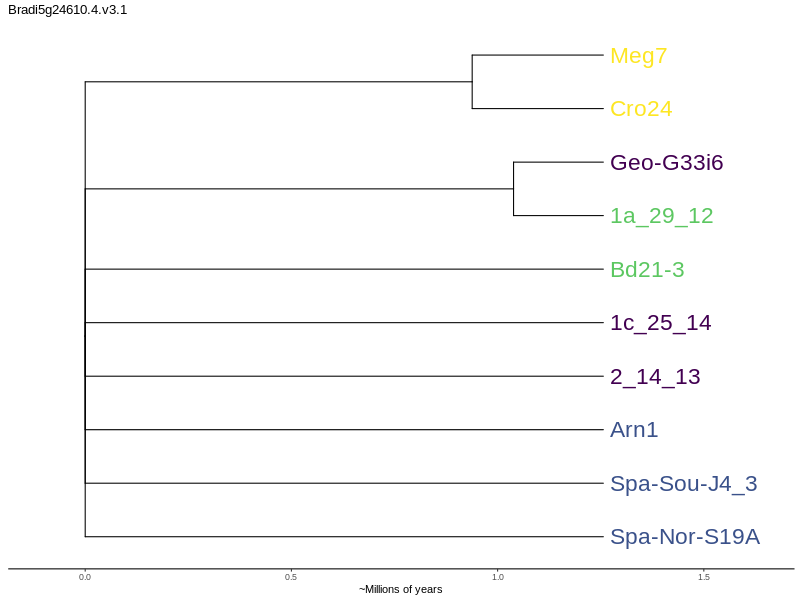 Bradi5g24610.4.v3.1
Meg7
Cro24
Geo-G33i6
1a_29_12
Bd21-3
1c_25_14
2_14_13
Arn1
Spa-Sou-J4_3
Spa-Nor-S19A
0.0 0.5 1.0 1.5
~Millions of years